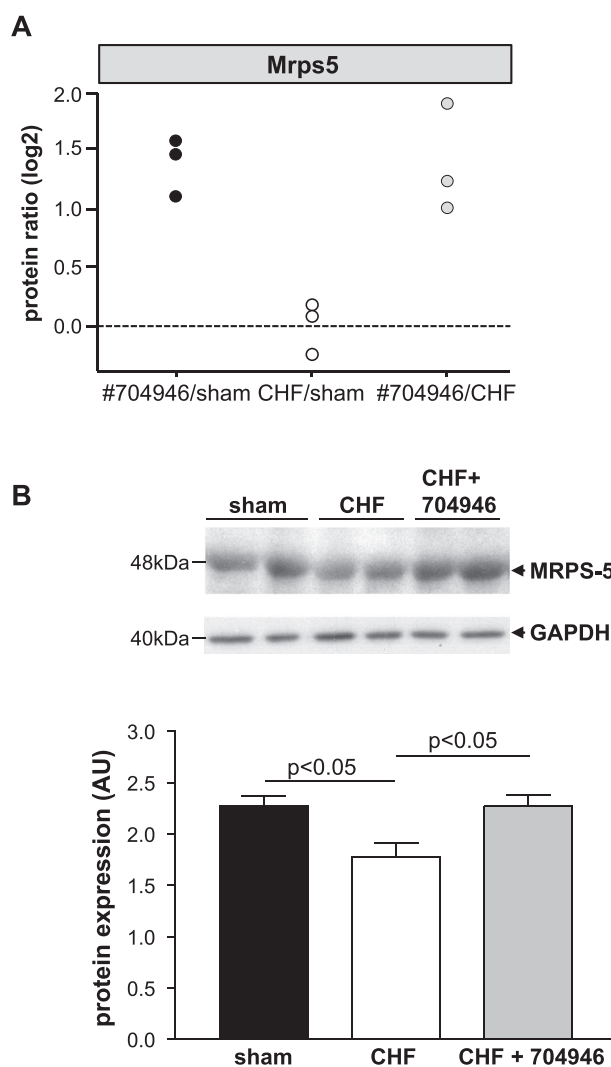 A
Mrps5
protein ratio (log2)
2.0
1.5
1.0
0.5
0.0
#704946/sham CHF/sham #704946/CHF
B
sham CHF CHF+
704946
48kDa MRPS-5
40kDa GAPDH
protein expression (AU)
3.0
2.5
2.0
1.5
1.0
0.5
0.0
p<0.05
p<0.05
sham CHF CHF + 704946